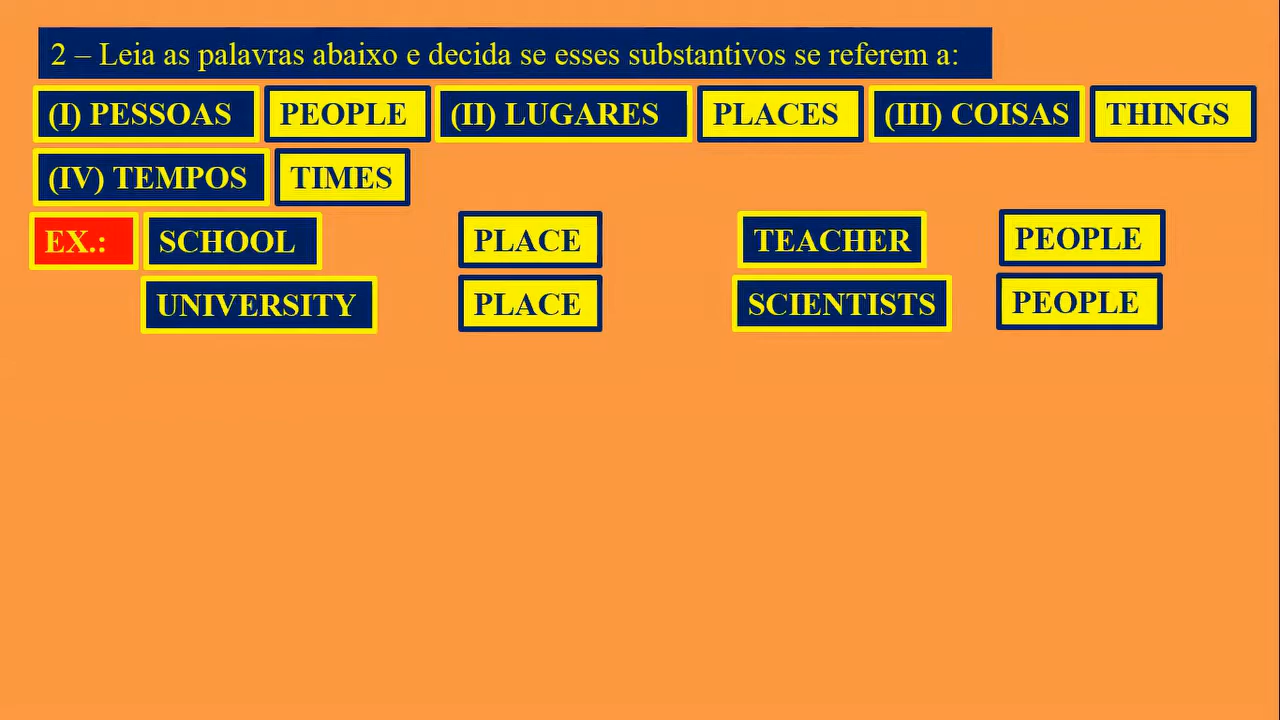 2 – Leia as palavras abaixo e decida se esses substantivos se referem a:
(I) PESSOAS PEOPLE (II) LUGARES PLACES (III) COISAS THINGS
(IV) TEMPOS TIMES
EX.: SCHOOL PLACE TEACHER PEOPLE
UNIVERSITY PLACE SCIENTISTS PEOPLE